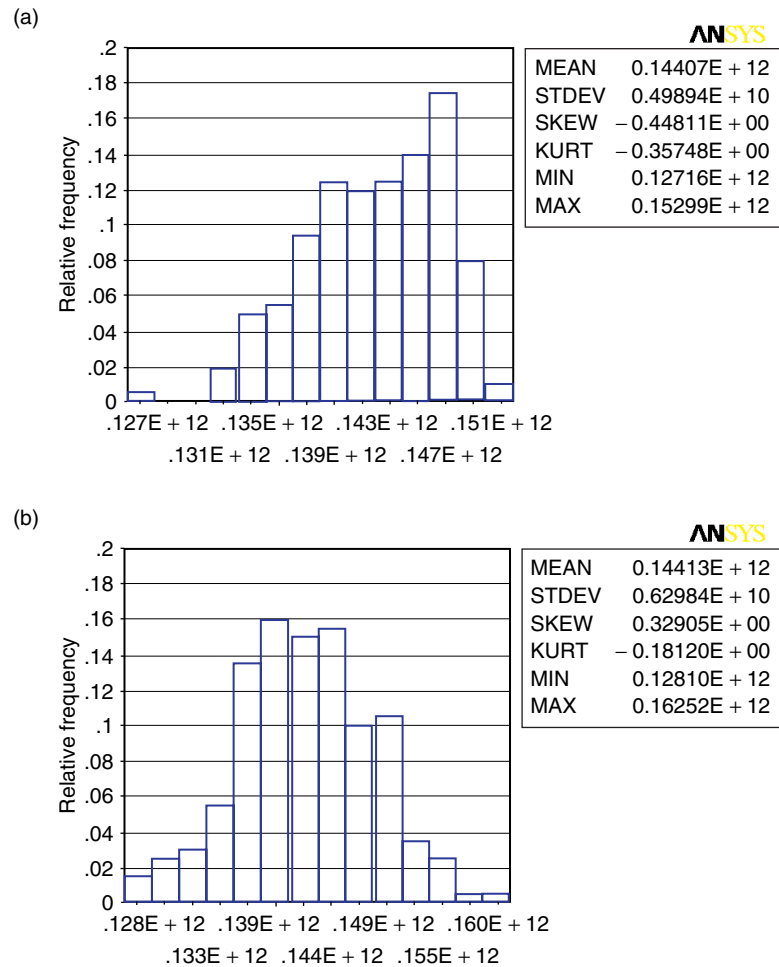 (a)
ANSYS
MEAN 0.14407E + 12
STDEV 0.49894E + 10
SKEW − 0.44811E + 00
KURT − 0.35748E + 00
MIN 0.12716E + 12
MAX 0.15299E + 12
Relative frequency
.2
.18
.16
.14
.12
.1
.08
.06
.04
.02
0
.127E + 12 .135E + 12 .143E + 12 .151E + 12
.131E + 12 .139E + 12 .147E + 12
(b)
ANSYS
MEAN 0.14413E + 12
STDEV 0.62984E + 10
SKEW 0.32905E + 00
KURT − 0.18120E + 00
MIN 0.12810E + 12
MAX 0.16252E + 12
Relative frequency
.2
.18
.16
.14
.12
.1
.08
.06
.04
.02
0
.128E + 12 .139E + 12 .149E + 12 .160E + 12
.133E + 12 .144E + 12 .155E + 12